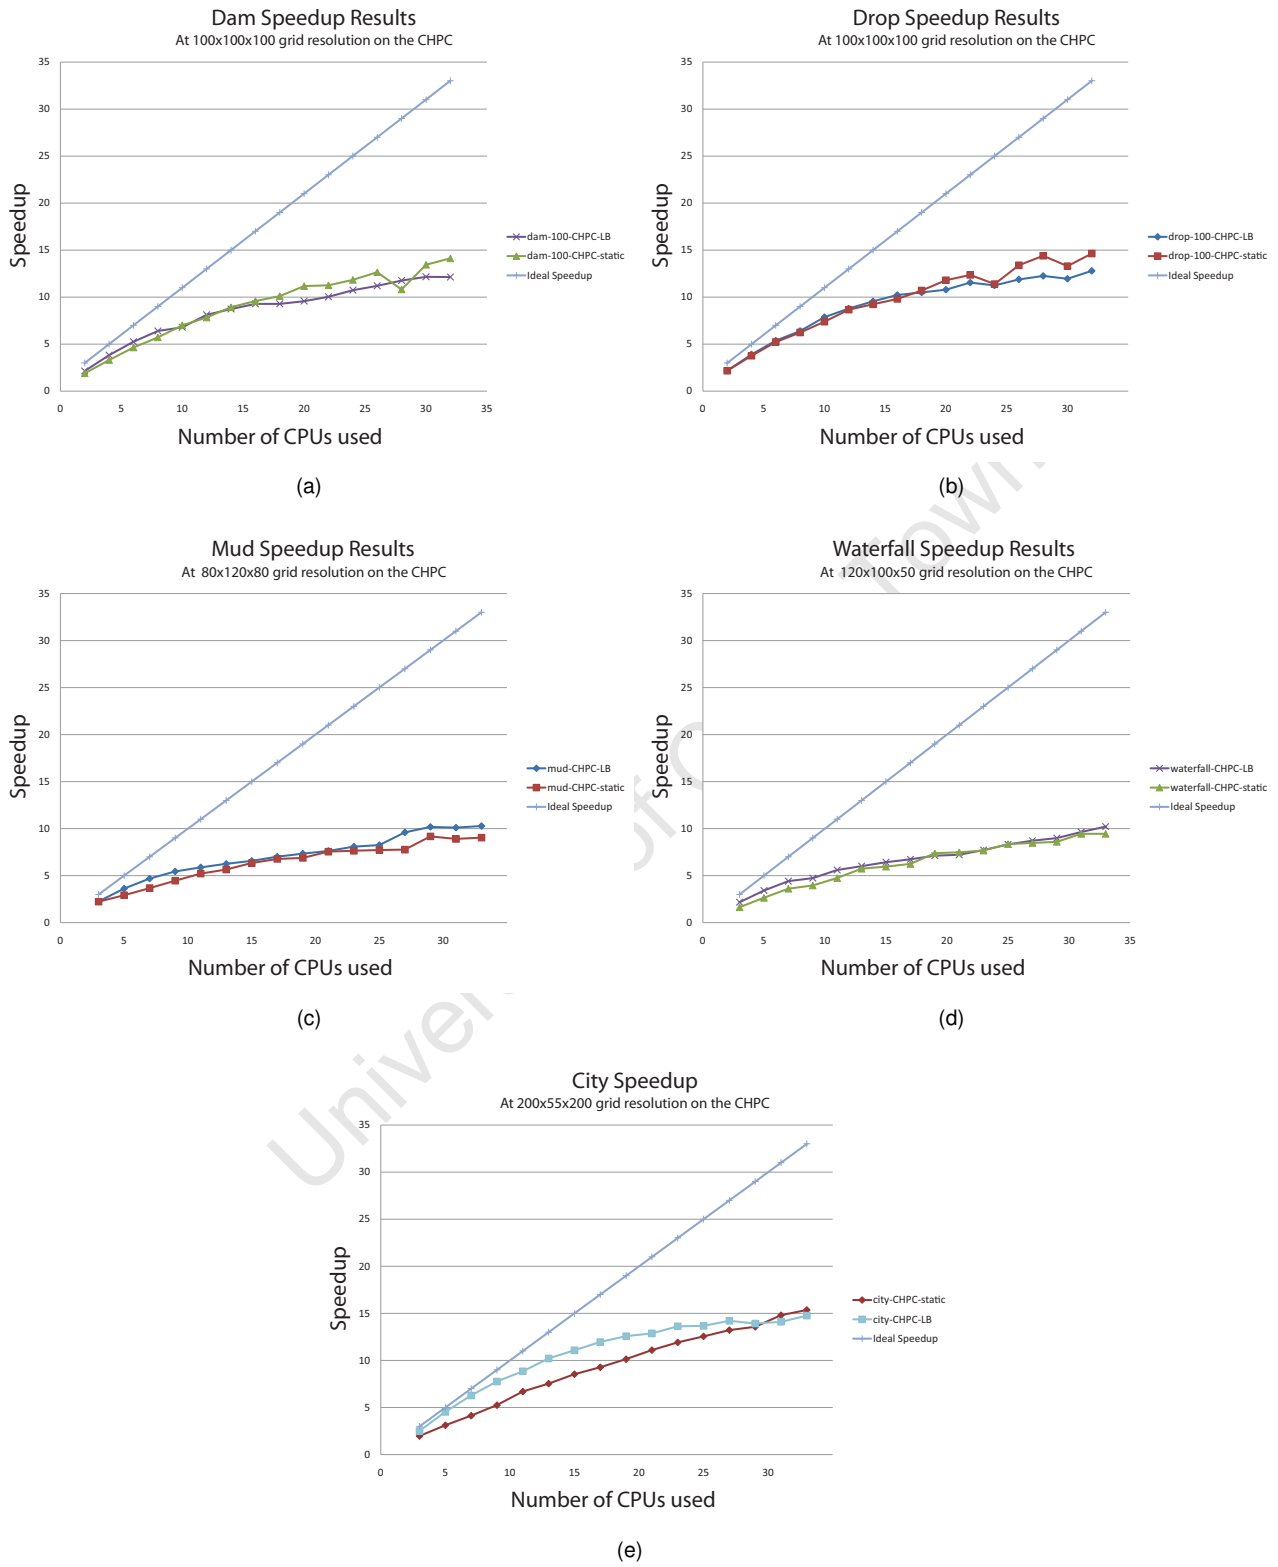 Dam Speedup Results
At 100x100x100 grid resolution on the CHPC
Speedup
35
30
25
20
15
10
5
0
0 5 10 15 20 25 30 35
Number of CPUs used
dam-100-CHPC-LB
dam-100-CHPC-static
Ideal Speedup
(a)
Drop Speedup Results
At 100x100x100 grid resolution on the CHPC
Speedup
35
30
25
20
15
10
5
0
0 5 10 15 20 25 30
Number of CPUs used
drop-100-CHPC-LB
drop-100-CHPC-static
Ideal Speedup
(b)
Mud Speedup Results
At 80x120x80 grid resolution on the CHPC
Speedup
35
30
25
20
15
10
5
0
0 5 10 15 20 25 30
Number of CPUs used
mud-CHPC-LB
mud-CHPC-static
Ideal Speedup
(c)
Waterfall Speedup Results
At 120x100x50 grid resolution on the CHPC
Speedup
35
30
25
20
15
10
5
0
0 5 10 15 20 25 30 35
Number of CPUs used
waterfall-CHPC-LB
waterfall-CHPC-static
Ideal Speedup
(d)
City Speedup
At 200x55x200 grid resolution on the CHPC
Speedup
35
30
25
20
15
10
5
0
0 5 10 15 20 25 30
Number of CPUs used
city-CHPC-static
city-CHPC-LB
Ideal Speedup
(e)